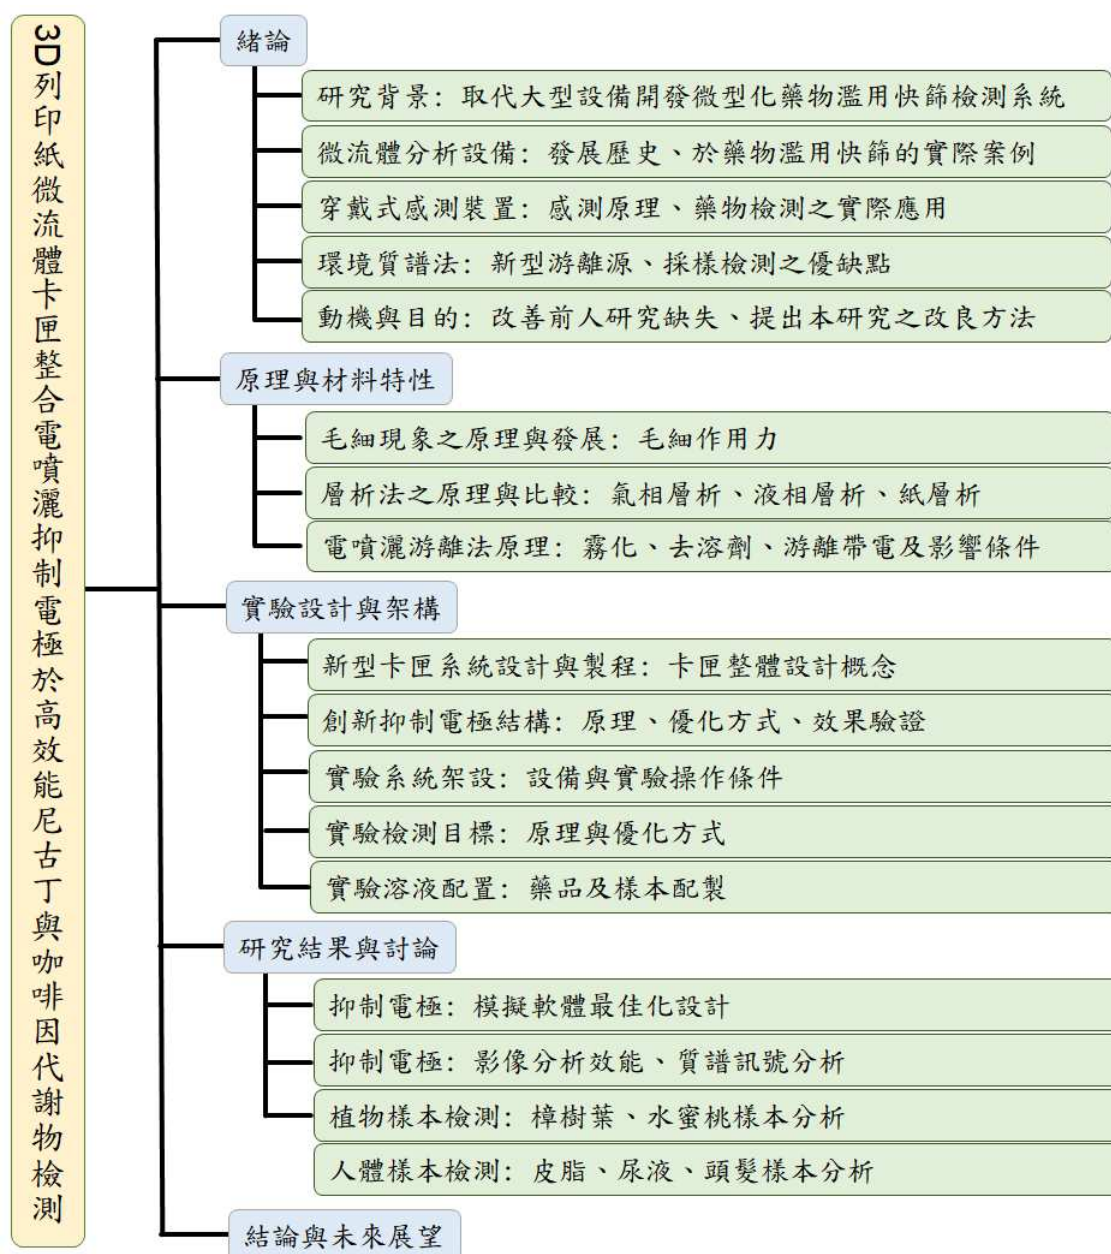 3D列印紙微流體卡匣整合電噴灑抑制電極於高效能尼古丁與咖啡因代謝物檢測
緒論
研究背景：取代大型設備開發微型化藥物濫用快篩檢測系統
微流體分析設備：發展歷史、於藥物濫用快篩的實際案例
穿戴式感測裝置：感測原理、藥物檢測之實際應用
環境質譜法：新型游離源、採樣檢測之優缺點
動機與目的：改善前人研究缺失、提出本研究之改良方法
原理與材料特性
毛細現象之原理與發展：毛細作用力
層析法之原理與比較：氣相層析、液相層析、紙層析
電噴灑游離法原理：霧化、去溶劑、游離帶電及影響條件
實驗設計與架構
新型卡匣系統設計與製程：卡匣整體設計概念
創新抑制電極結構：原理、優化方式、效果驗證
實驗系統架設：設備與實驗操作條件
實驗檢測目標：原理與優化方式
實驗溶液配置：藥品及樣本配製
研究結果與討論
抑制電極：模擬軟體最佳化設計
抑制電極：影像分析效能、質譜訊號分析
植物樣本檢測：樟樹葉、水蜜桃樣本分析
人體樣本檢測：皮脂、尿液、頭髮樣本分析
結論與未來展望